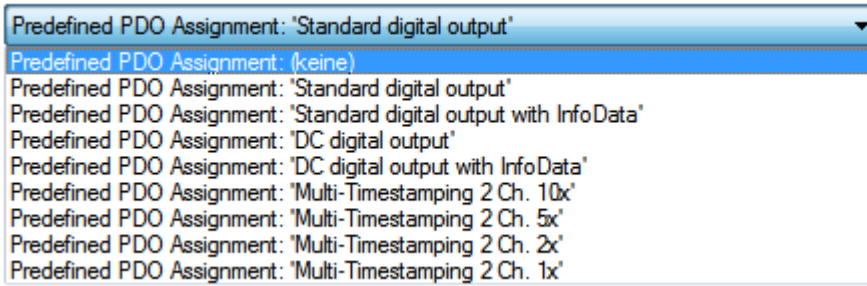 Predefined PDO Assignment: 'Standard digital output'
Predefined PDO Assignment: (keine)
Predefined PDO Assignment: 'Standard digital output'
Predefined PDO Assignment: 'Standard digital output with InfoData'
Predefined PDO Assignment: 'DC digital output'
Predefined PDO Assignment: 'DC digital output with InfoData'
Predefined PDO Assignment: 'Multi-Timestamping 2 Ch. 10x'
Predefined PDO Assignment: 'Multi-Timestamping 2 Ch. 5x'
Predefined PDO Assignment: 'Multi-Timestamping 2 Ch. 2x'
Predefined PDO Assignment: 'Multi-Timestamping 2 Ch. 1x'